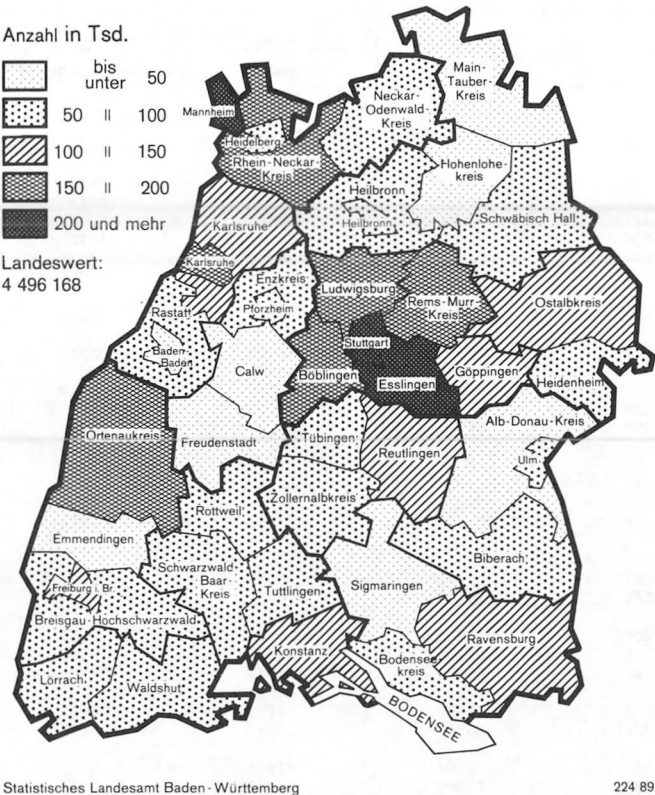 Anzahl in Tsd.
bis
unter 50
50 " 100
100 " 150
150 " 200
200 und mehr
Landeswert:
4 496 168
Main-
Tauber-
Kreis
Neckar-
Odenwald-
Kreis
Mannheim
Heidelberg
Rhein-Neckar-
Kreis
Hohenlohe-
kreis
Heilbronn
Heilbronn
Schwäbisch Hall
Karlsruhe
Karlsruhe
Enzkreis
Pforzheim
Ludwigsburg
Rems-Murr-
Kreis
Ostalbkreis
Rastatt
Baden-
Baden
Calw
Stuttgart
Böblingen
Esslingen
Göppingen
Heidenheim
Ortenaukreis
Freudenstadt
Tübingen
Reutlingen
Alb-Donau-Kreis
Ulm
Rottweil
Zollernalbkreis
Emmendingen
Freiburg i. Br.
Schwarzwald-
Baar-
Kreis
Tuttlingen
Sigmaringen
Biberach
Breisgau-Hochschwarzwald
Konstanz
Bodensee-
kreis
Ravensburg
Lörrach
Waldshut
BODENSEE
Statistisches Landesamt Baden-Württemberg
224 89